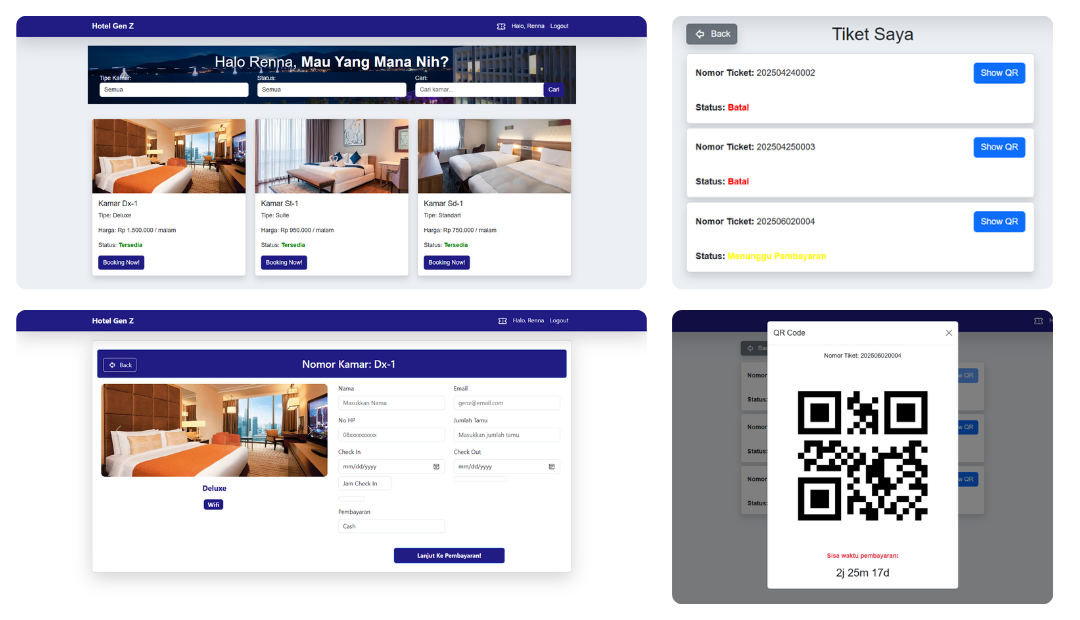 Hotel Gen Z
Halo, Renna Logout
Halo Renna, Mau Yang Mana Nih?
Tipe Kamar: Status: Cari:
Semua Semua Cari kamar... Cari
Kamar Dx-1
Tipe: Deluxe
Harga: Rp 1.500.000 / malam
Status: Tersedia
Booking Now!
Kamar St-1
Tipe: Suite
Harga: Rp 950.000 / malam
Status: Tersedia
Booking Now!
Kamar Sd-1
Tipe: Standart
Harga: Rp 750.000 / malam
Status: Tersedia
Booking Now!
Back
Tiket Saya
Nomor Ticket: 202504240002
Show QR
Status: Batal
Nomor Ticket: 202504250003
Show QR
Status: Batal
Nomor Ticket: 202506020004
Show QR
Status: Menunggu Pembayaran
Hotel Gen Z
Halo, Renna Logout
Back
Nomor Kamar: Dx-1
Deluxe
Wifi
Nama Email
Masukkan Nama genz@email.com
No HP Jumlah Tamu
08xxxxxxxxxx Masukkan jumlah tamu
Check In Check Out
mm/dd/yyyy mm/dd/yyyy
Jam Check In
Pembayaran
Cash
Lanjut Ke Pembayaran!
QR Code
Nomor Tiket: 202506020004
Sisa waktu pembayaran:
2j 25m 17d
Nomor
Status:
Nomor
Status:
Nomor
Status: